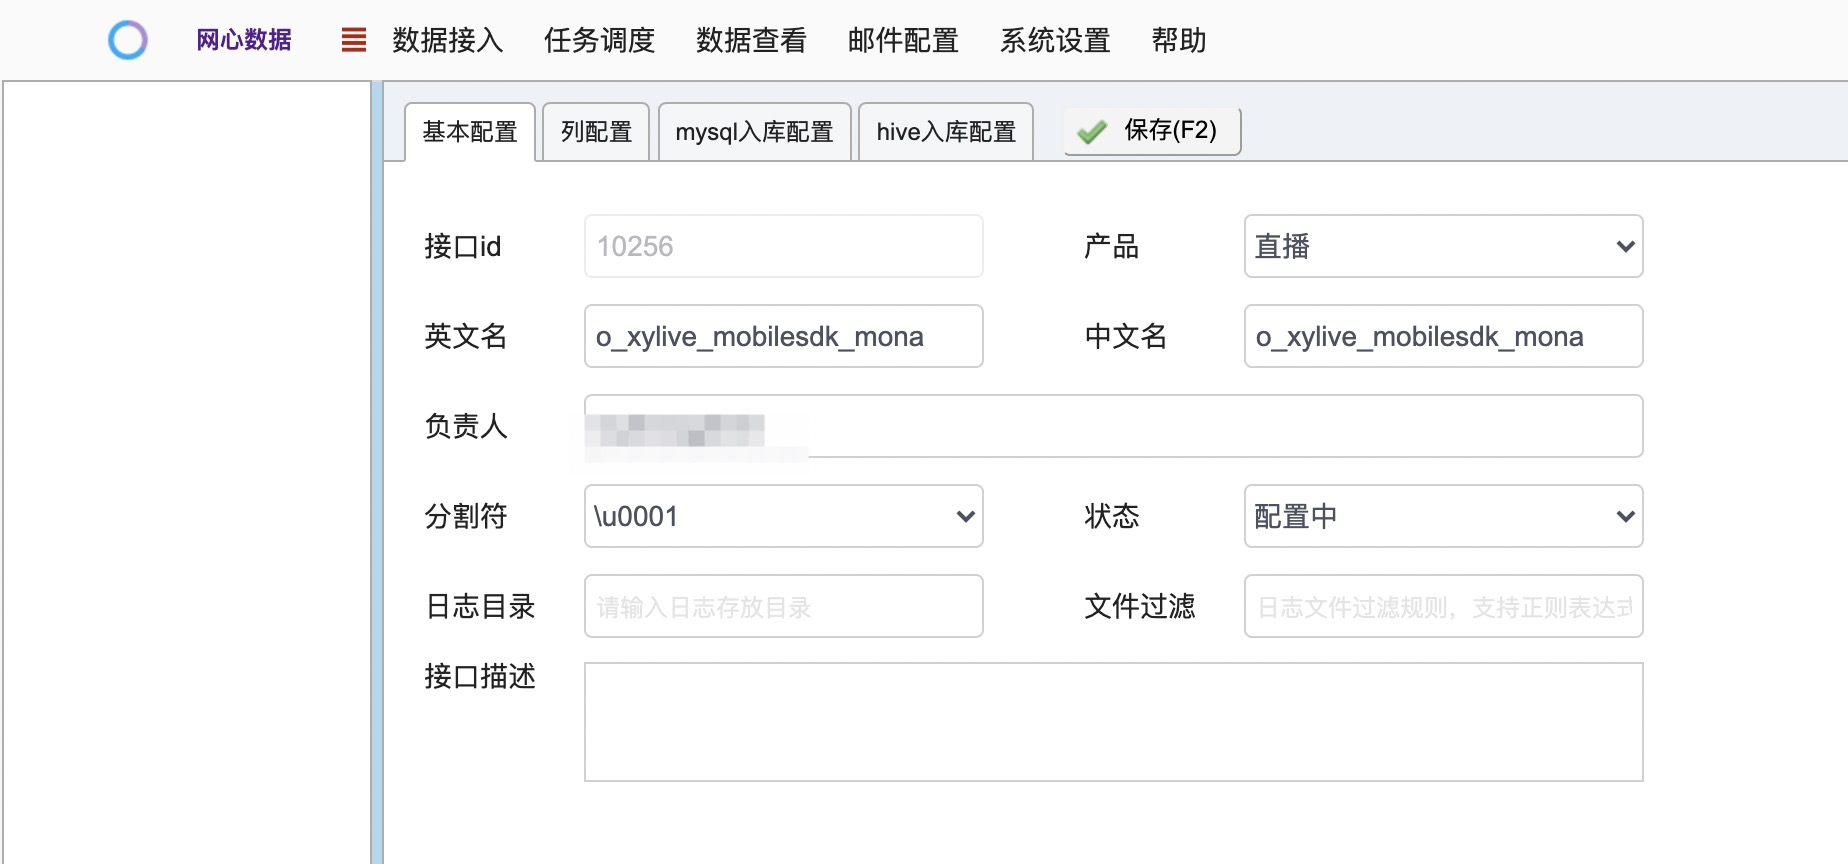 网心数据 数据接入 任务调度 数据查看 邮件配置 系统设置 帮助
基本配置 列配置 mysql入库配置 hive入库配置 保存(F2)
接口id 10256 产品 直播
英文名 o_xylive_mobilesdk_mona 中文名 o_xylive_mobilesdk_mona
负责人
分割符 \u0001 状态 配置中
日志目录 请输入日志存放目录 文件过滤 日志文件过滤规则，支持正则表达式
接口描述